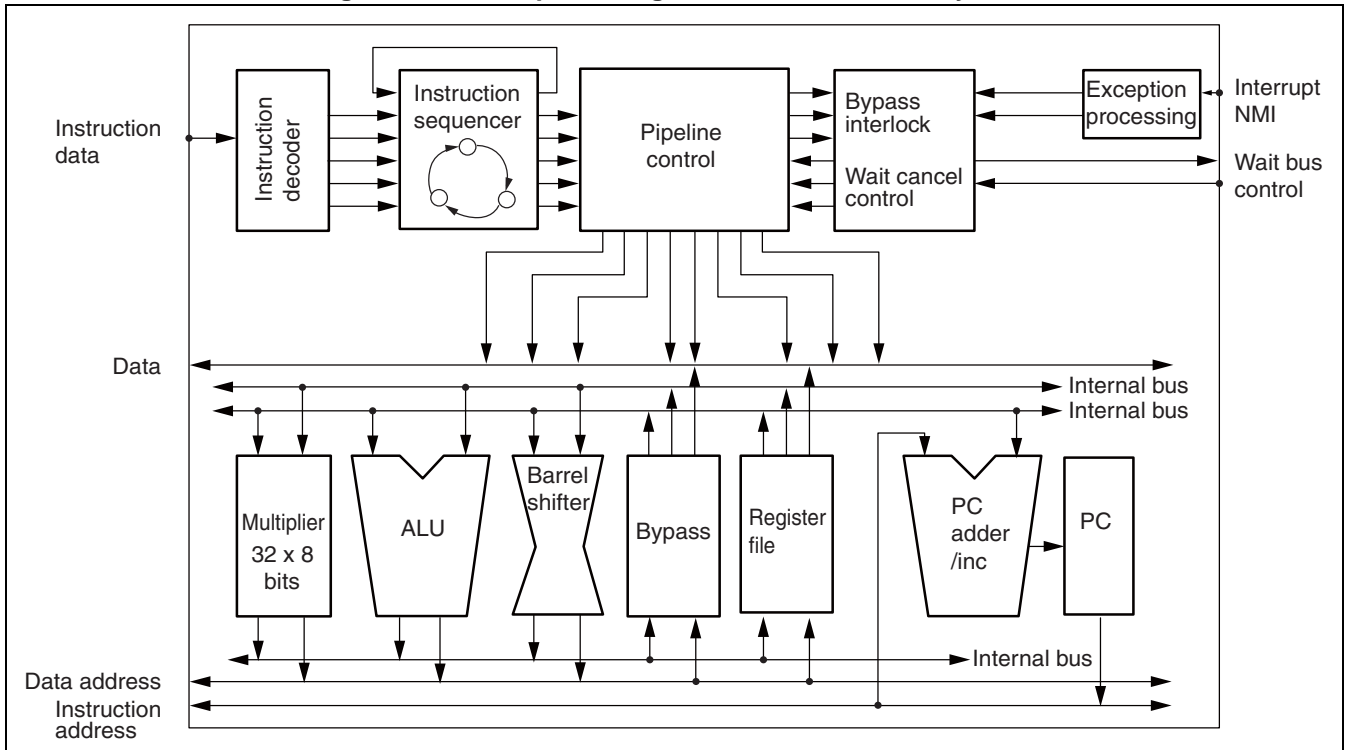 Instruction
data
Instruction
decoder
Instruction
sequencer
Pipeline
control
Bypass
interlock
Wait cancel
control
Exception
processing
Interrupt
NMI
Wait bus
control
Data
Internal bus
Internal bus
Multiplier
32 x 8
bits
ALU
Barrel
shifter
Bypass
Register
file
PC
adder
/inc
PC
Internal bus
Data address
Instruction
address